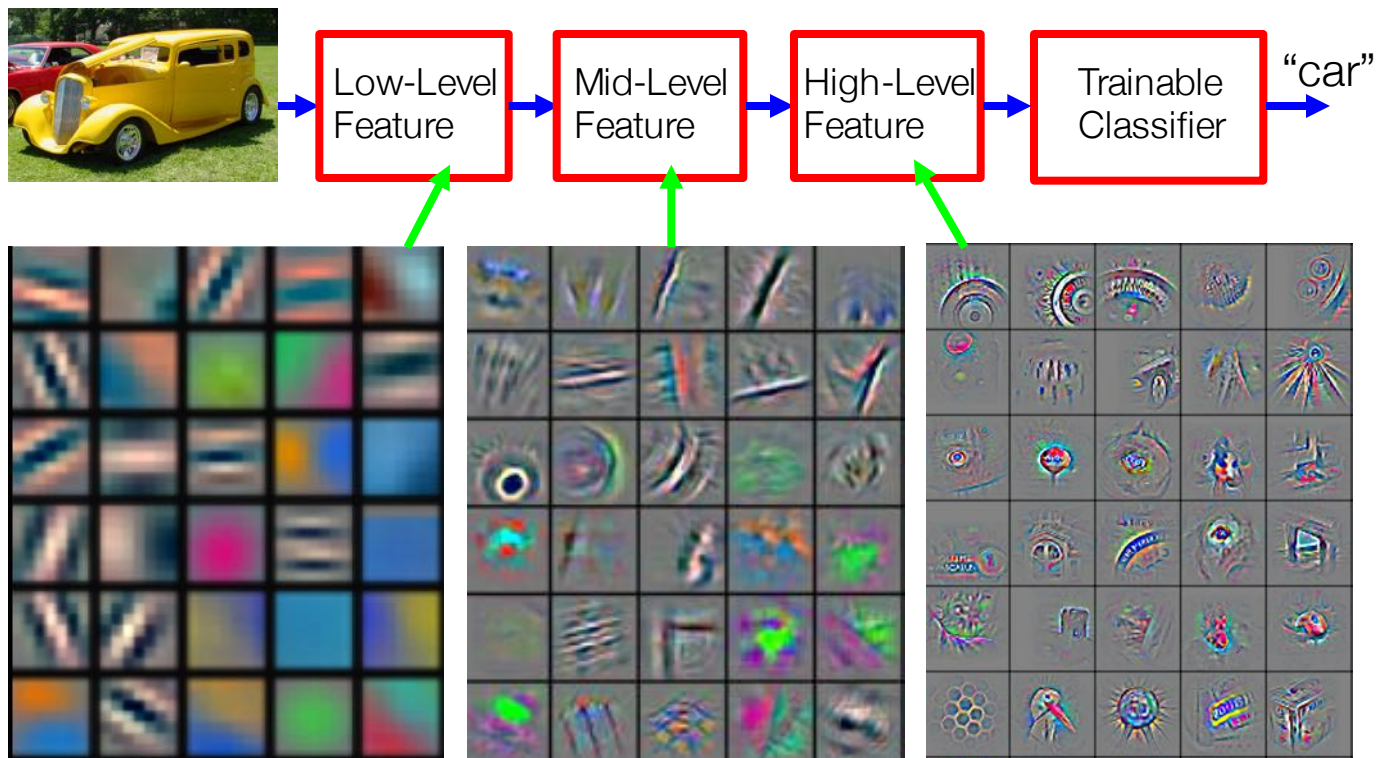 Low-Level
Feature
Mid-Level
Feature
High-Level
Feature
Trainable
Classifier
“car”